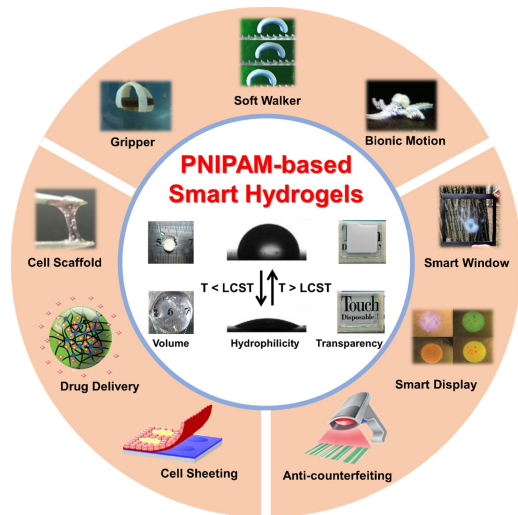 Soft Walker
Gripper
Bionic Motion
PNIPAM-based
Smart Hydrogels
Cell Scaffold
Smart Window
T < LCST
T > LCST
Touch
Disposable
Volume
Hydrophilicity
Transparency
Drug Delivery
Smart Display
Cell Sheeting
Anti-counterfeiting